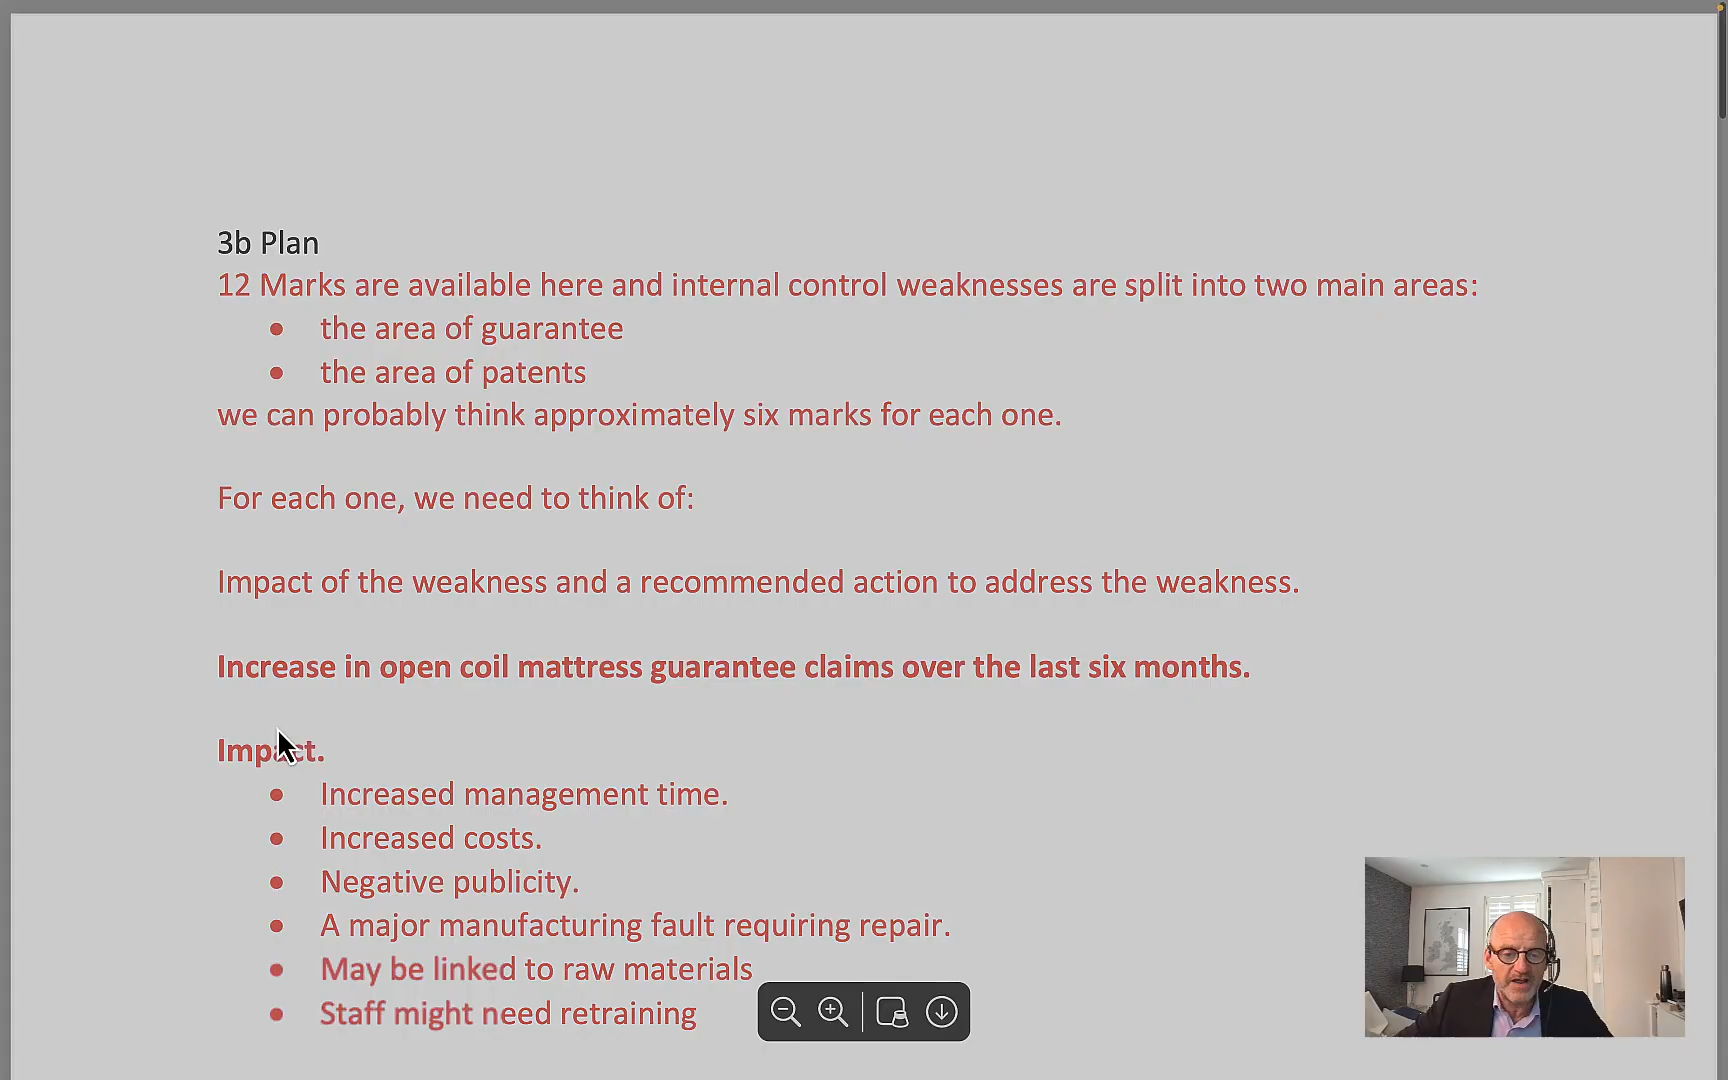 3b Plan
12 Marks are available here and internal control weaknesses are split into two main areas:
• the area of guarantee
• the area of patents
we can probably think approximately six marks for each one.
For each one, we need to think of:
Impact of the weakness and a recommended action to address the weakness.
Increase in open coil mattress guarantee claims over the last six months.
Impact.
• Increased management time.
• Increased costs.
• Negative publicity.
• A major manufacturing fault requiring repair.
• May be linked to raw materials
• Staff might need retraining